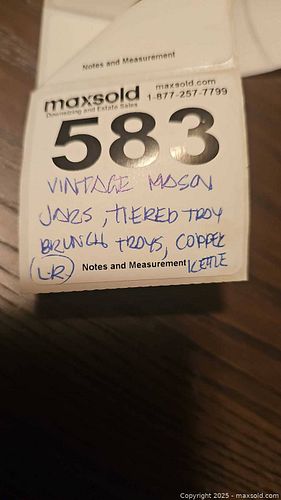 Notes and Measurement
maxsold
maxsold.com
Downsizing and Estate Sales
1-877-257-7799
583
VINTAGE MASON
JARS, TIERED TRAY
BRUNCH TRAYS, COPPER
(LR) Notes and Measurement KETTLE
Copyright 2025 - maxsold.com